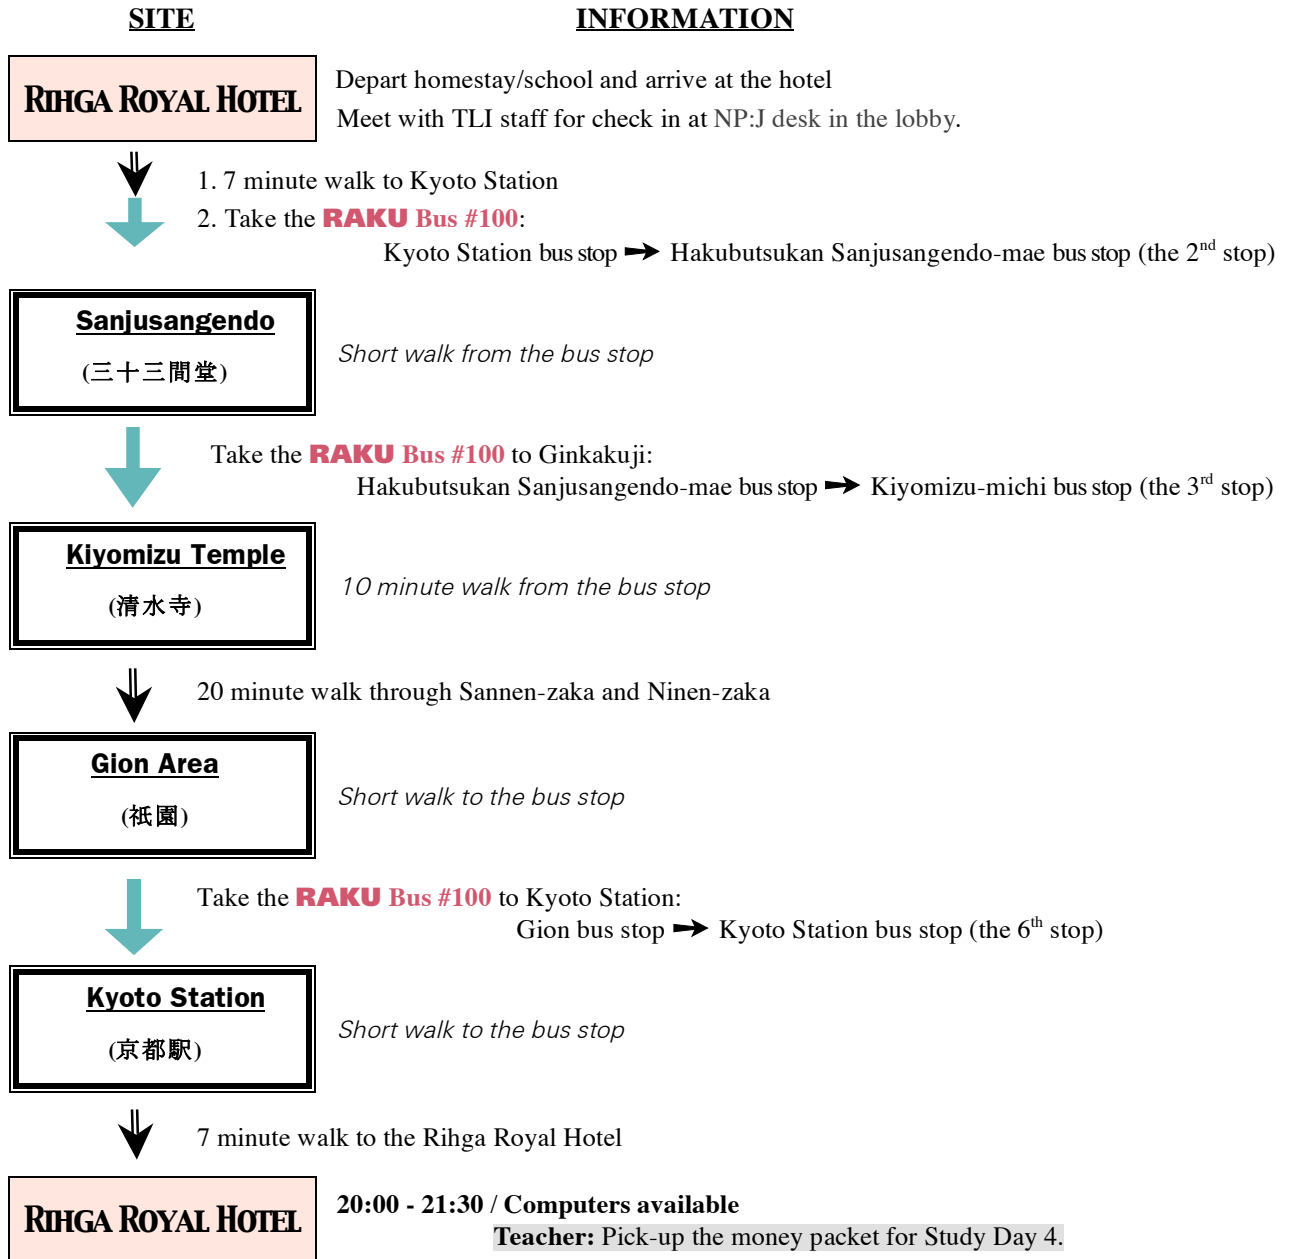 SITE INFORMATION
RIHGA ROYAL HOTEL
Depart homestay/school and arrive at the hotel
Meet with TLI staff for check in at NP:J desk in the lobby.
1. 7 minute walk to Kyoto Station
2. Take the RAKU Bus #100:
Kyoto Station bus stop ➞ Hakubutsukan Sanjusangendo-mae bus stop (the 2nd stop)
Sanjusangendo
(三十三間堂)
Short walk from the bus stop
Take the RAKU Bus #100 to Ginkakuji:
Hakubutsukan Sanjusangendo-mae bus stop ➞ Kiyomizu-michi bus stop (the 3rd stop)
Kiyomizu Temple
(清水寺)
10 minute walk from the bus stop
20 minute walk through Sannen-zaka and Ninen-zaka
Gion Area
(祇園)
Short walk to the bus stop
Take the RAKU Bus #100 to Kyoto Station:
Gion bus stop ➞ Kyoto Station bus stop (the 6th stop)
Kyoto Station
(京都駅)
Short walk to the bus stop
7 minute walk to the Rihga Royal Hotel
RIHGA ROYAL HOTEL
20:00 - 21:30 / Computers available
Teacher: Pick-up the money packet for Study Day 4.